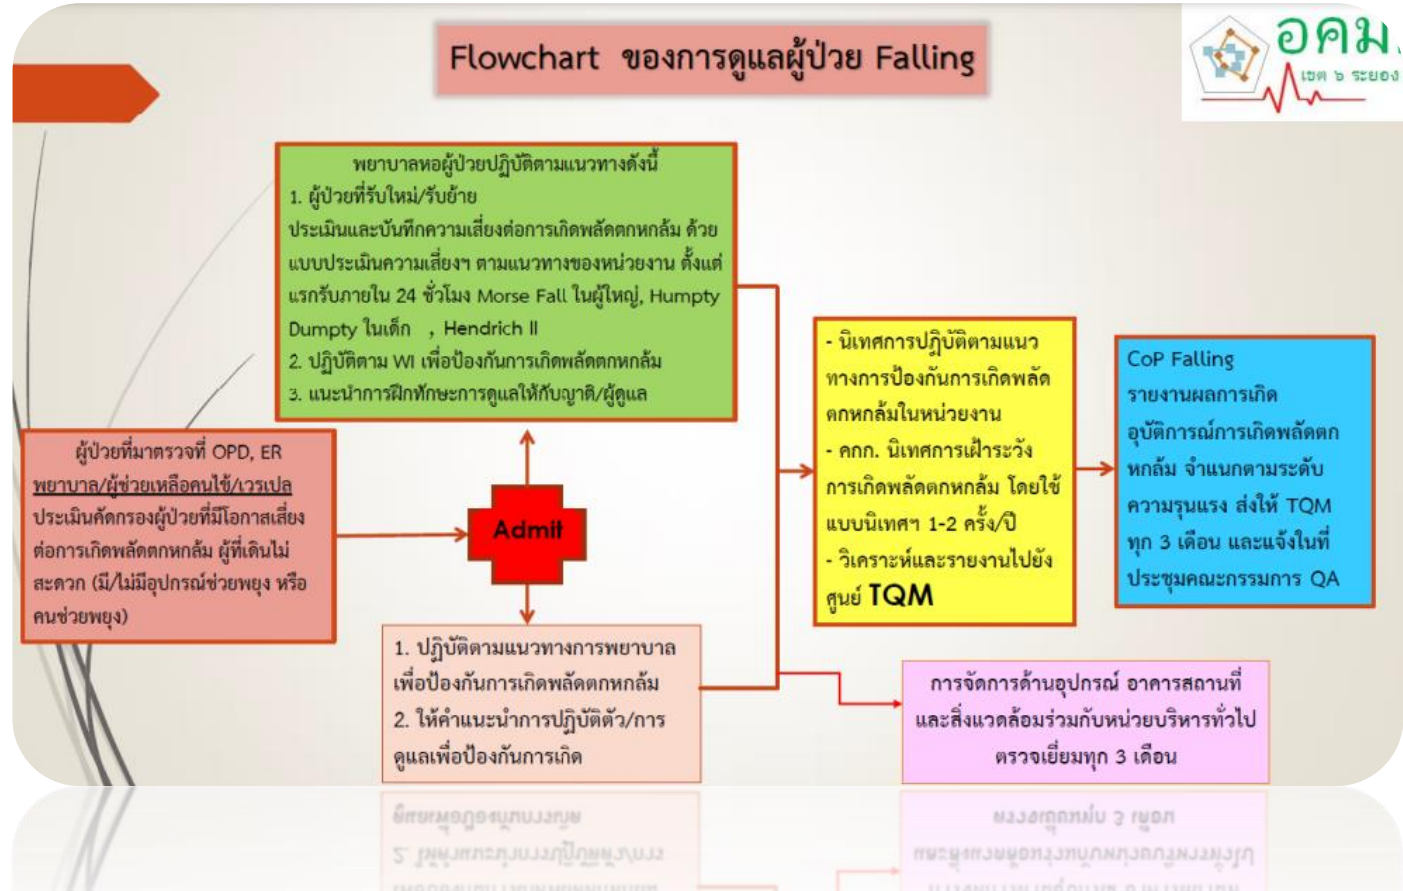 Flowchart ของการดูแลผู้ป่วย Falling
อคม.
เขต ๖ ระยอง
พยาบาลหอผู้ป่วยปฏิบัติตามแนวทางดังนี้
1. ผู้ป่วยที่รับใหม่/รับย้าย
ประเมินและบันทึกความเสี่ยงต่อการเกิดพลัดตกหกล้ม ด้วย
แบบประเมินความเสี่ยงฯ ตามแนวทางของหน่วยงาน ตั้งแต่
แรกรับภายใน 24 ชั่วโมง Morse Fall ในผู้ใหญ่, Humpty
Dumpty ในเด็ก , Hendrich II
2. ปฏิบัติตาม WI เพื่อป้องกันการเกิดพลัดตกหกล้ม
3. แนะนำการฝึกทักษะการดูแลให้กับญาติ/ผู้ดูแล
ผู้ป่วยที่มาตรวจที่ OPD, ER
พยาบาล/ผู้ช่วยเหลือคนไข้/เวรเปล
ประเมินคัดกรองผู้ป่วยที่มีโอกาสเสี่ยง
ต่อการเกิดพลัดตกหกล้ม ผู้ที่เดินไม่
สะดวก (มี/ไม่มีอุปกรณ์ช่วยพยุง หรือ
คนช่วยพยุง)
Admit
1. ปฏิบัติตามแนวทางการพยาบาล
เพื่อป้องกันการเกิดพลัดตกหกล้ม
2. ให้คำแนะนำการปฏิบัติตัว/การ
ดูแลเพื่อป้องกันการเกิด
- นิเทศการปฏิบัติตามแนว
ทางการป้องกันการเกิดพลัด
ตกหกล้มในหน่วยงาน
- คกก. นิเทศการเฝ้าระวัง
การเกิดพลัดตกหกล้ม โดยใช้
แบบนิเทศฯ 1-2 ครั้ง/ปี
- วิเคราะห์และรายงานไปยัง
ศูนย์ TQM
CoP Falling
รายงานผลการเกิด
อุบัติการณ์การเกิดพลัดตก
หกล้ม จำแนกตามระดับ
ความรุนแรง ส่งให้ TQM
ทุก 3 เดือน และแจ้งในที่
ประชุมคณะกรรมการ QA
การจัดการด้านอุปกรณ์ อาคารสถานที่
และสิ่งแวดล้อมร่วมกับหน่วยบริหารทั่วไป
ตรวจเยี่ยมทุก 3 เดือน